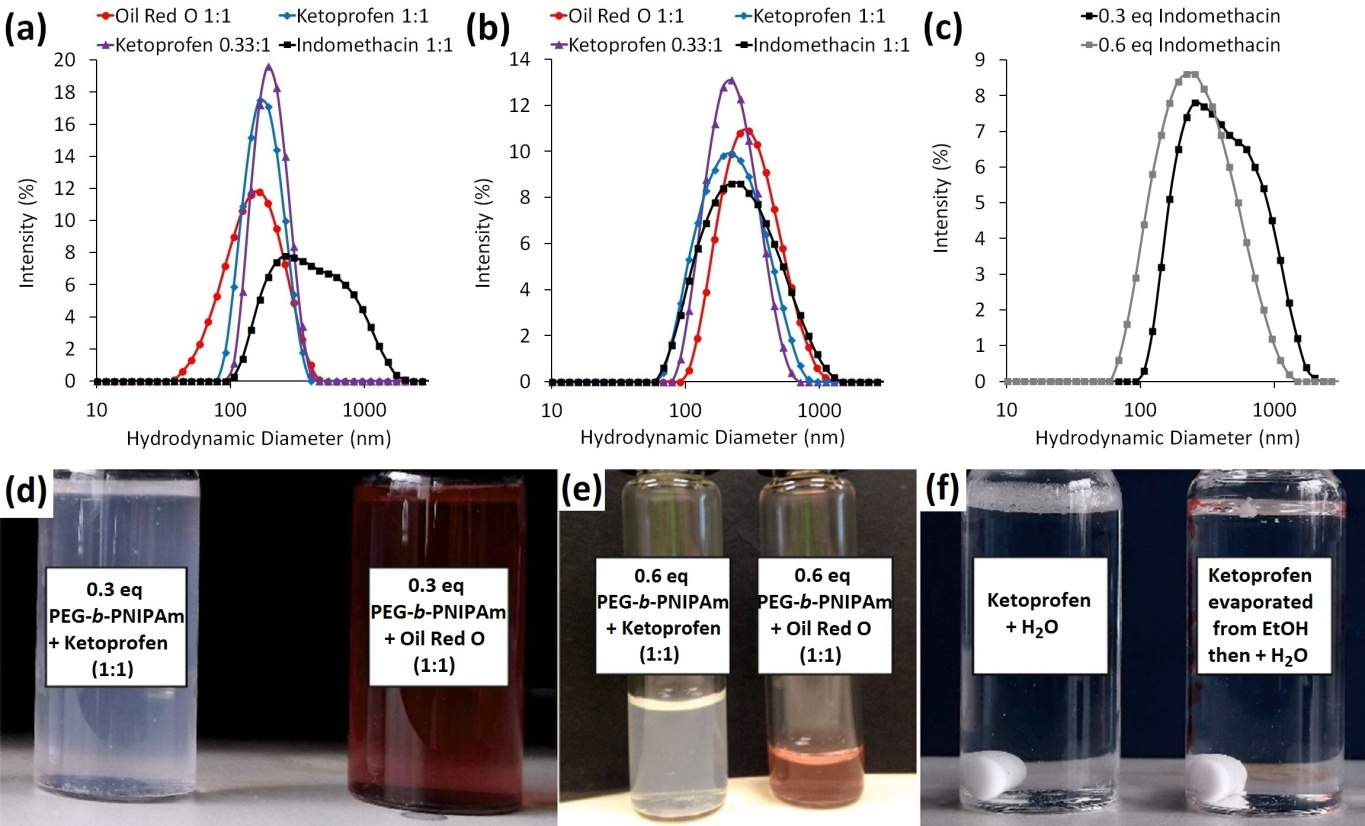 (a)
Oil Red O 1:1
Ketoprofen 1:1
Ketoprofen 0.33:1
Indomethacin 1:1
20
18
16
14
12
10
8
6
4
2
0
Intensity (%)
10 100 1000
Hydrodynamic Diameter (nm)
(b)
Oil Red O 1:1
Ketoprofen 1:1
Ketoprofen 0.33:1
Indomethacin 1:1
14
12
10
8
6
4
2
0
Intensity (%)
10 100 1000
Hydrodynamic Diameter (nm)
(c)
0.3 eq Indomethacin
0.6 eq Indomethacin
9
8
7
6
5
4
3
2
1
0
Intensity (%)
10 100 1000
Hydrodynamic Diameter (nm)
(d)
0.3 eq
PEG-b-PNIPAm
+ Ketoprofen
(1:1)
0.3 eq
PEG-b-PNIPAm
+ Oil Red O
(1:1)
(e)
0.6 eq
PEG-b-PNIPAm
+ Ketoprofen
(1:1)
0.6 eq
PEG-b-PNIPAm
+ Oil Red O
(1:1)
(f)
Ketoprofen
+ H₂O
Ketoprofen
evaporated
from EtOH
then + H₂O